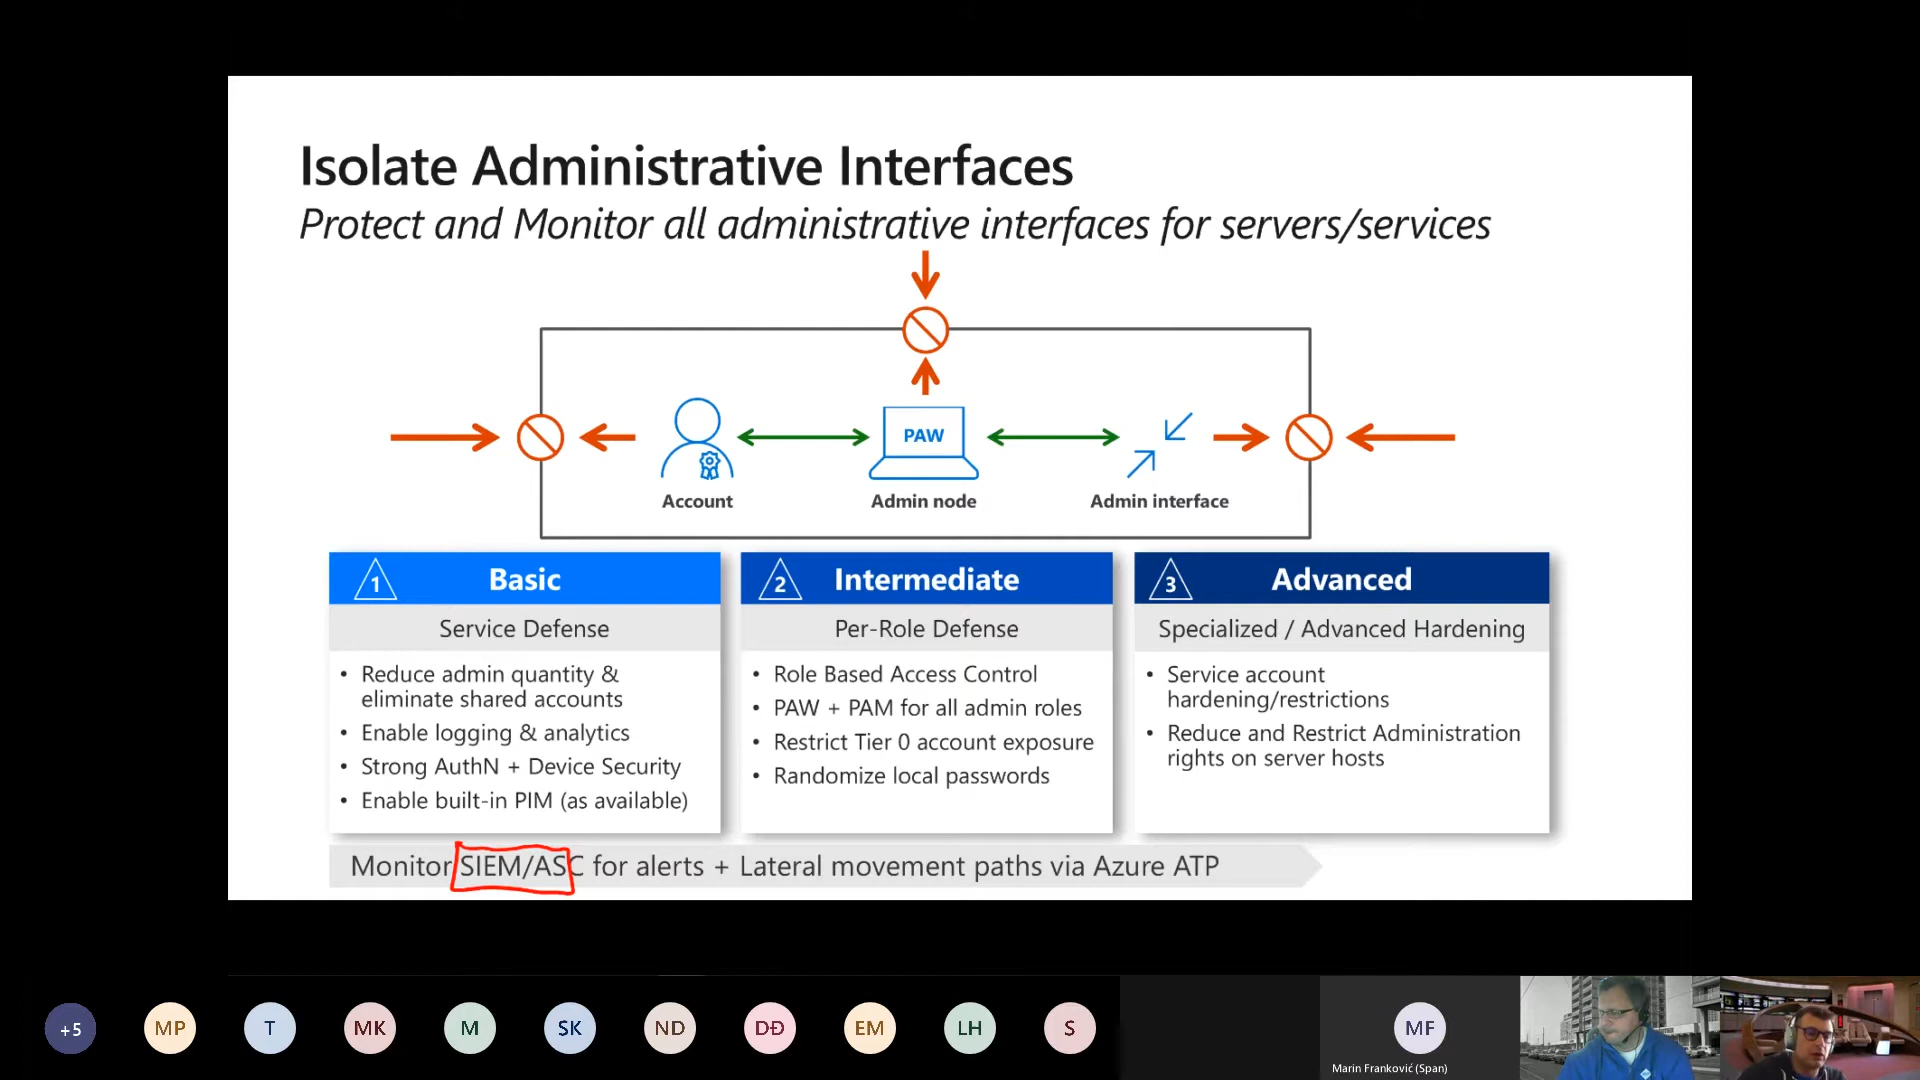 Isolate Administrative Interfaces
Protect and Monitor all administrative interfaces for servers/services
PAW
Account
Admin node
Admin interface
1
Basic
Service Defense
• Reduce admin quantity &
eliminate shared accounts
• Enable logging & analytics
• Strong AuthN + Device Security
• Enable built-in PIM (as available)
2
Intermediate
Per-Role Defense
• Role Based Access Control
• PAW + PAM for all admin roles
• Restrict Tier 0 account exposure
• Randomize local passwords
3
Advanced
Specialized / Advanced Hardening
• Service account
hardening/restrictions
• Reduce and Restrict Administration
rights on server hosts
Monitor SIEM/ASC for alerts + Lateral movement paths via Azure ATP
+5
MP
T
MK
M
SK
ND
DĐ
EM
LH
S
MF
Marin Franković (Span)